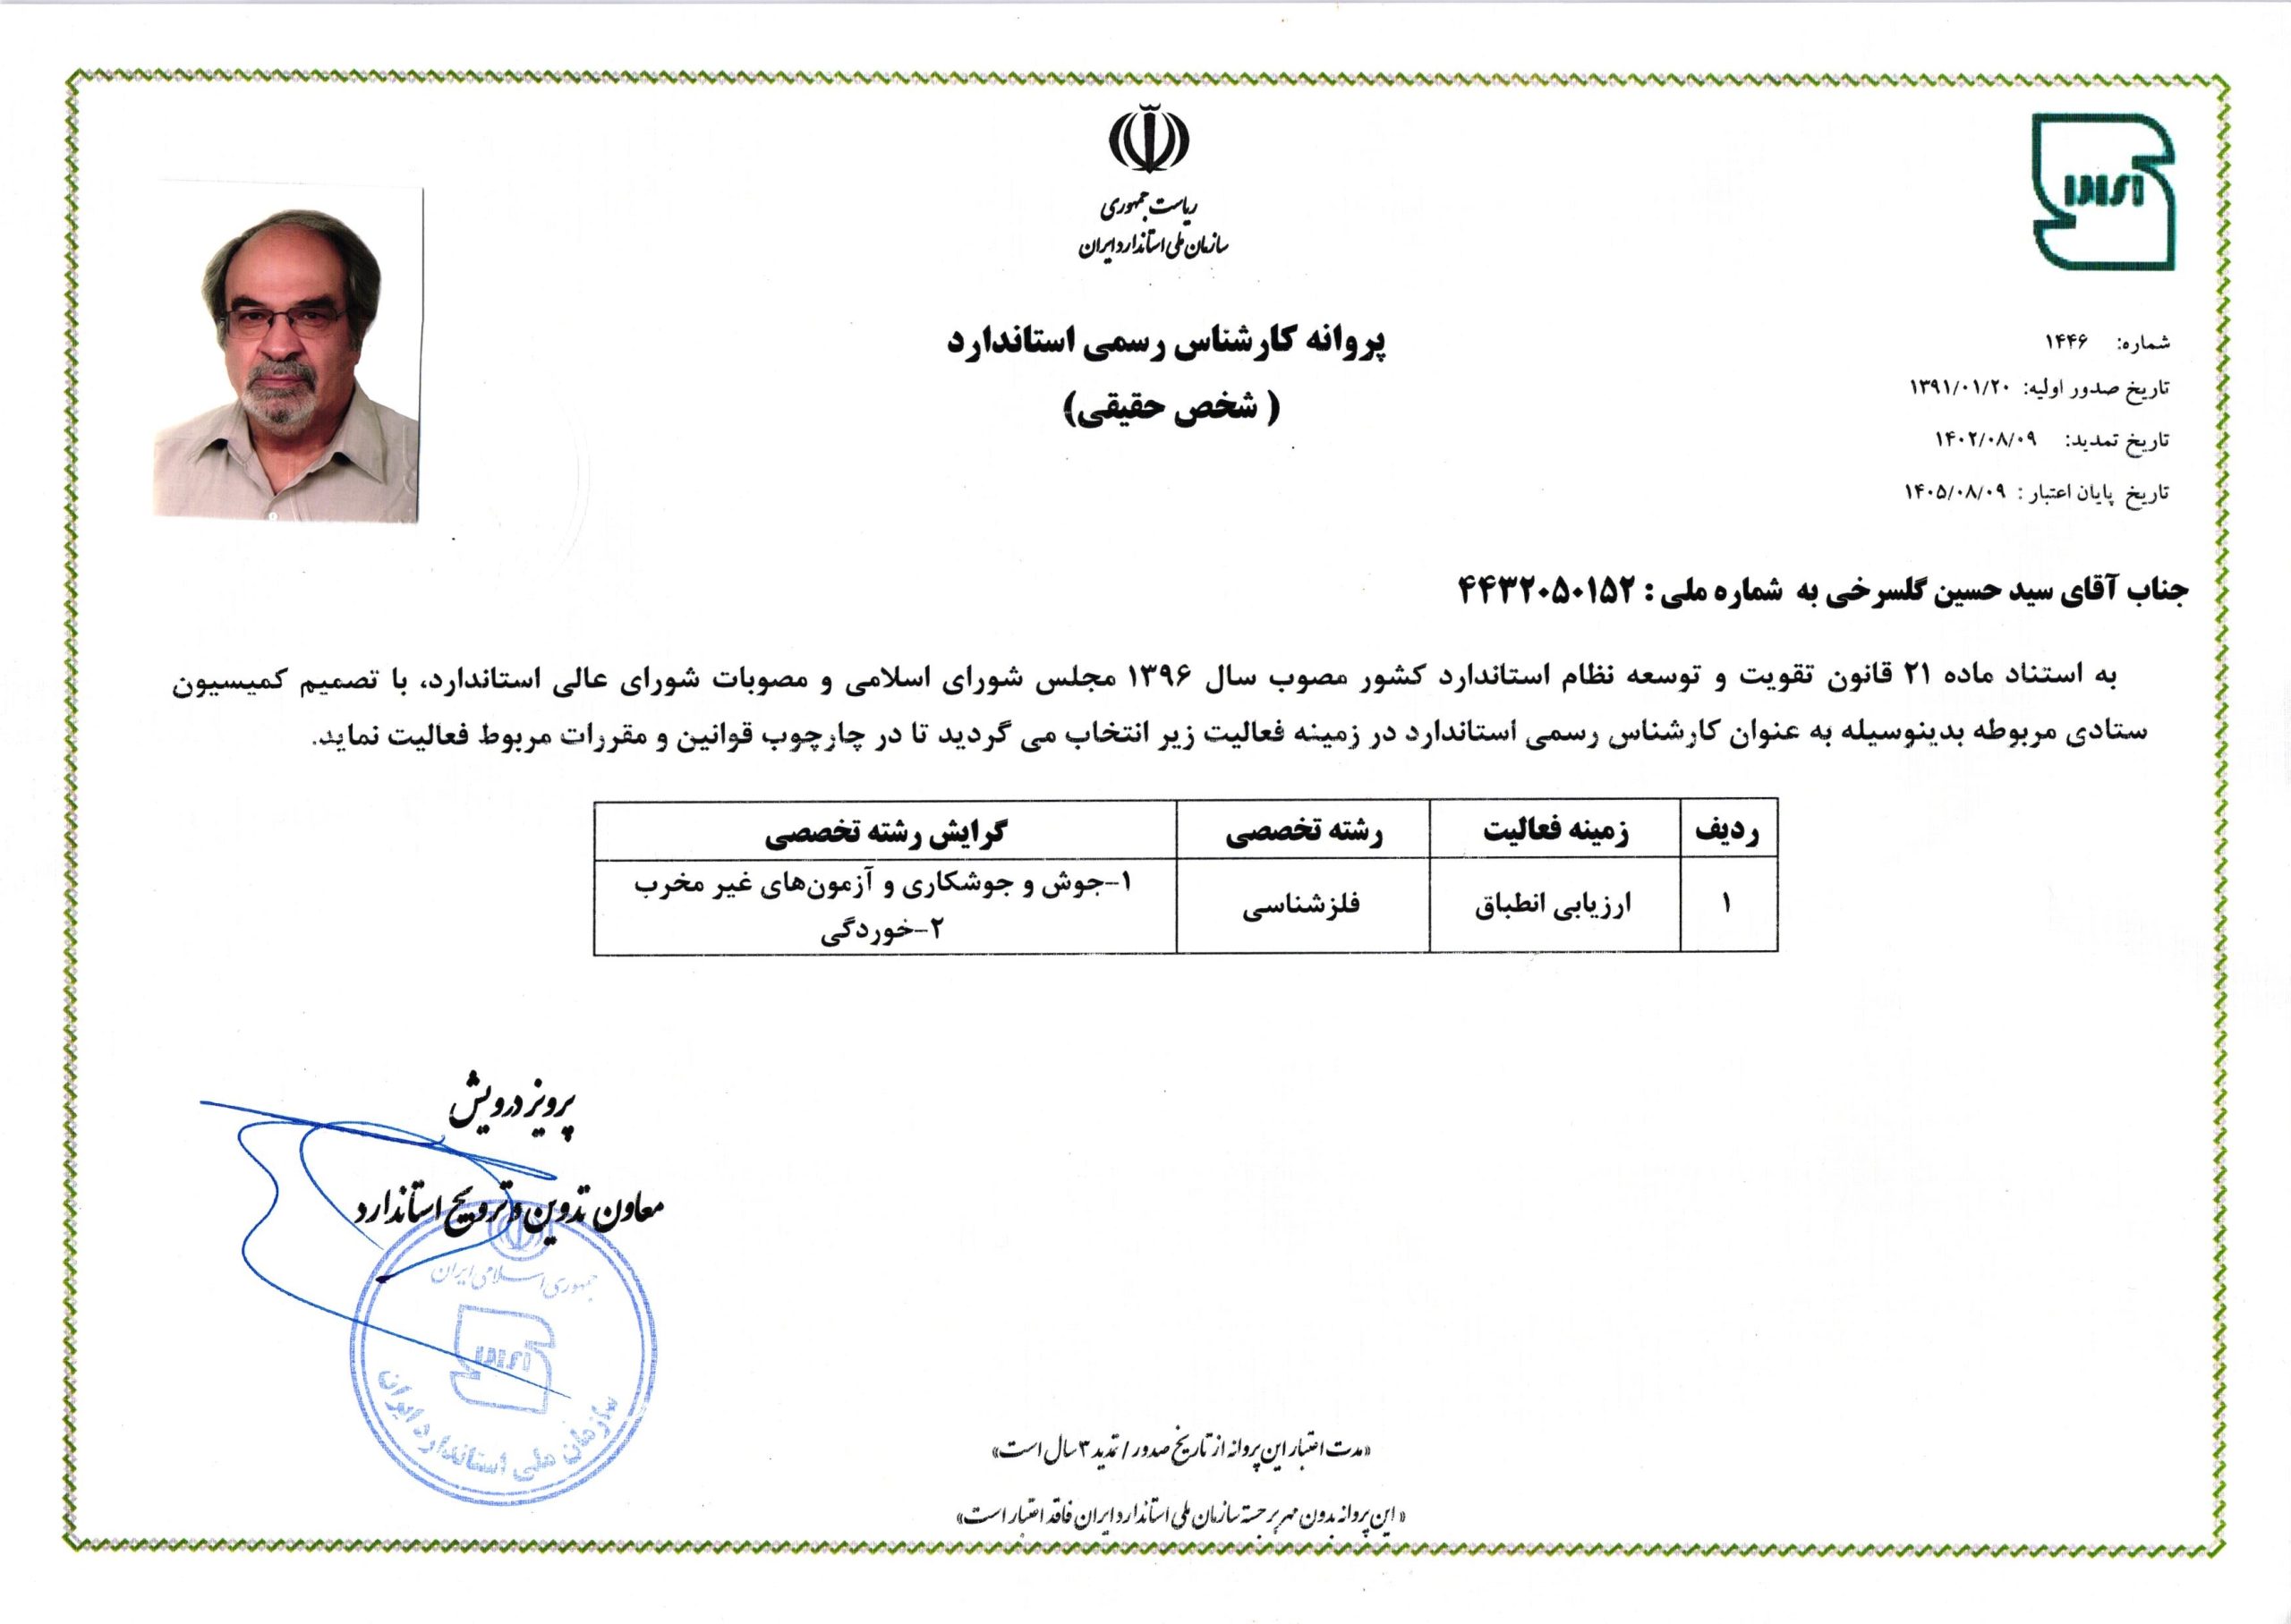 ریاست جمهوری
سازمان ملی استاندارد ایران
پروانه کارشناس رسمی استاندارد
( شخص حقیقی)
شماره: ۱۴۴۶
تاریخ صدور اولیه: ۱۳۹۱/۰۱/۲۰
تاریخ تمدید: ۱۴۰۲/۰۸/۰۹
تاریخ پایان اعتبار : ۱۴۰۵/۰۸/۰۹
جناب آقای سید حسین گلسرخی به شماره ملی : ۴۴۳۲۰۵۰۱۵۲
به استناد ماده ۲۱ قانون تقویت و توسعه نظام استاندارد کشور مصوب سال ۱۳۹۶ مجلس شورای اسلامی و مصوبات شورای عالی استاندارد، با تصمیم کمیسیون
ستادی مربوطه بدینوسیله به عنوان کارشناس رسمی استاندارد در زمینه فعالیت زیر انتخاب می گردید تا در چارچوب قوانین و مقررات مربوط فعالیت نماید.
ردیف زمینه فعالیت رشته تخصصی گرایش رشته تخصصی
۱ ارزیابی انطباق فلزشناسی ۱-جوش و جوشکاری و آزمون‌های غیر مخرب
۲-خوردگی
پرویز درویش
معاون تدوین و ترویج استاندارد
جمهوری اسلامی ایران
سازمان ملی استاندارد ایران
«مدت اعتبار این پروانه از تاریخ صدور / تمدید ۳ سال است»
« این پروانه بدون مهر برجسته سازمان ملی استاندارد ایران فاقد اعتبار است»